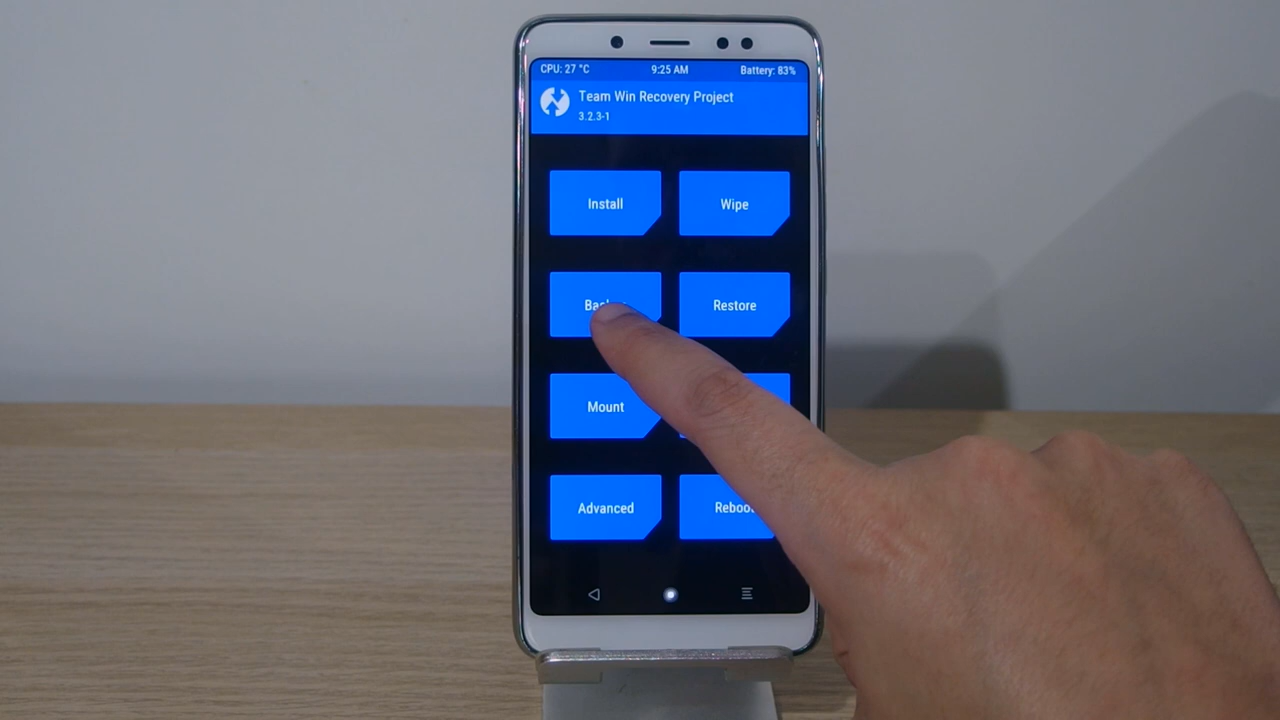 CPU: 27 °C 9:25 AM Battery: 83%
Team Win Recovery Project
3.2.3-1
Install Wipe
Restore
Mount
Advanced